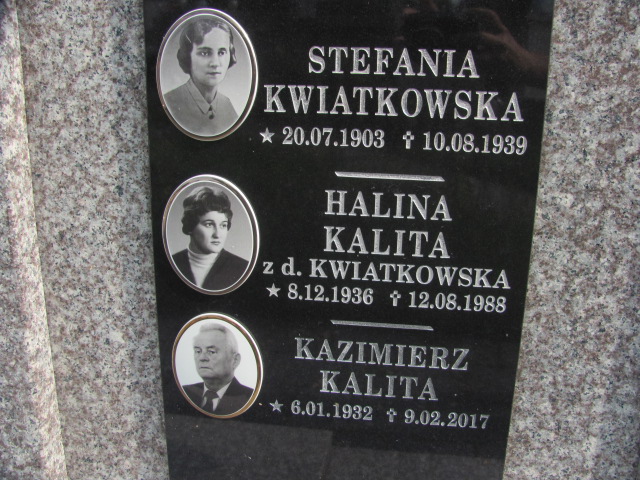 STEFANIA
KWIATKOWSKA
★ 20.07.1903 ✝ 10.08.1939
HALINA
KALITA
z d. KWIATKOWSKA
★ 8.12.1936 ✝ 12.08.1988
KAZIMIERZ
KALITA
★ 6.01.1932 ✝ 9.02.2017